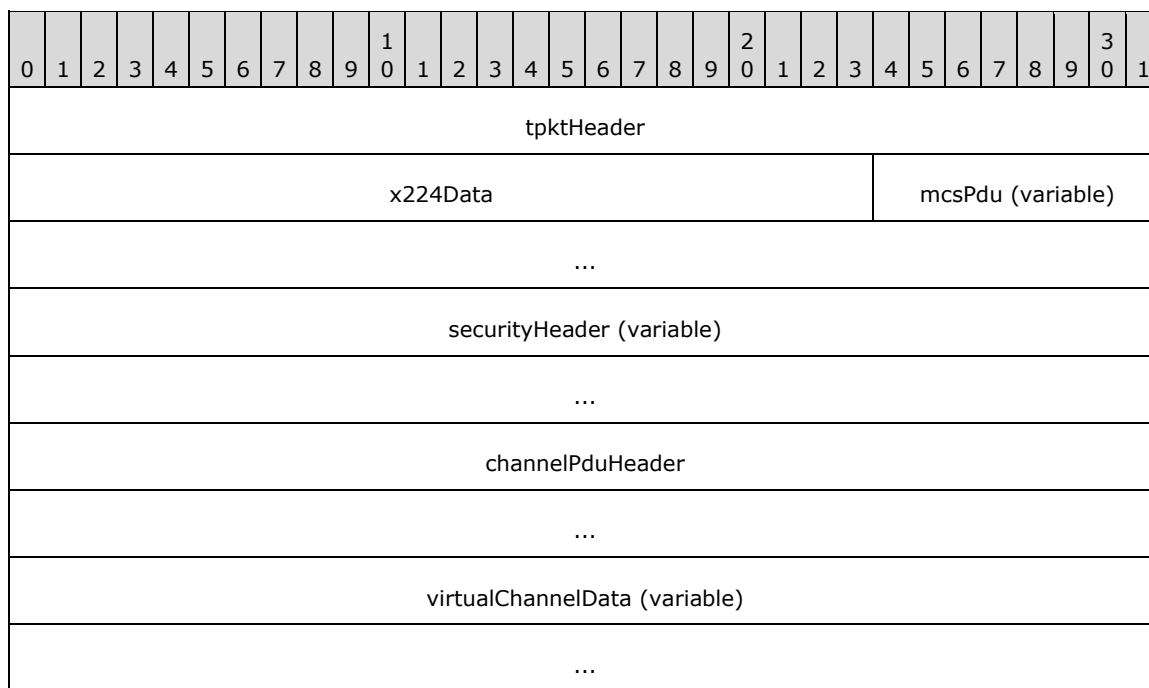 1 2 3
0 1 2 3 4 5 6 7 8 9 0 1 2 3 4 5 6 7 8 9 0 1 2 3 4 5 6 7 8 9 0 1
tpktHeader
x224Data mcsPdu (variable)
...
securityHeader (variable)
...
channelPduHeader
...
virtualChannelData (variable)
...